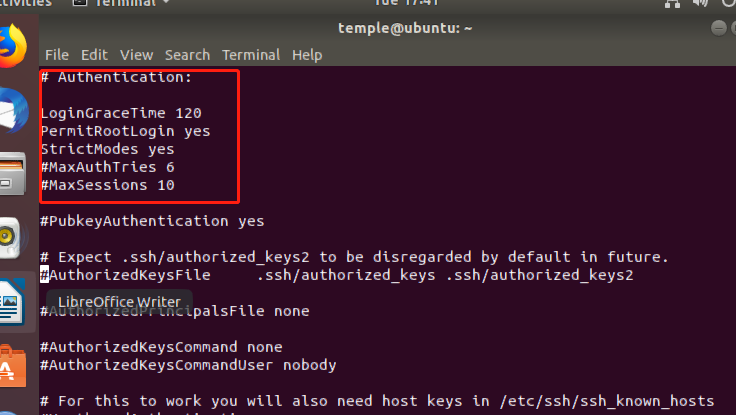 Terminal
Tue 17:41
temple@ubuntu: ~
File Edit View Search Terminal Help
# Authentication:
LoginGraceTime 120
PermitRootLogin yes
StrictModes yes
#MaxAuthTries 6
#MaxSessions 10
#PubkeyAuthentication yes
# Expect .ssh/authorized_keys2 to be disregarded by default in future.
#AuthorizedKeysFile .ssh/authorized_keys .ssh/authorized_keys2
LibreOffice Writer
#AuthorizedPrincipalsFile none
#AuthorizedKeysCommand none
#AuthorizedKeysCommandUser nobody
# For this to work you will also need host keys in /etc/ssh/ssh_known_hosts